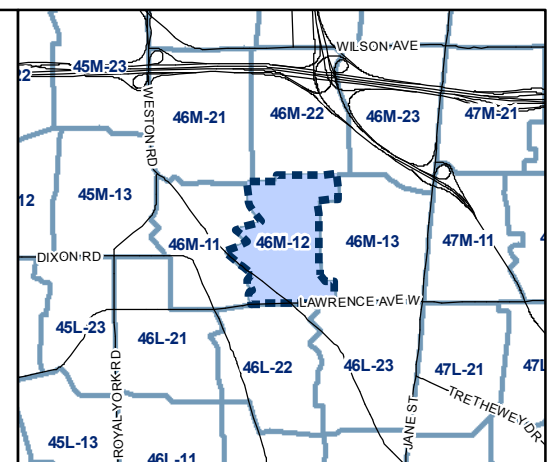 WILSON AVE
22
45M-23
WESTON RD
46M-21
46M-22
46M-23
47M-21
12
45M-13
46M-11
46M-12
46M-13
47M-11
4
DIXON RD
LAWRENCE AVE W
45L-23
46L-21
46L-22
46L-23
47L-21
47L
ROYAL YORK RD
JANE ST
TRETHEWEY DR
45L-13
46L-11